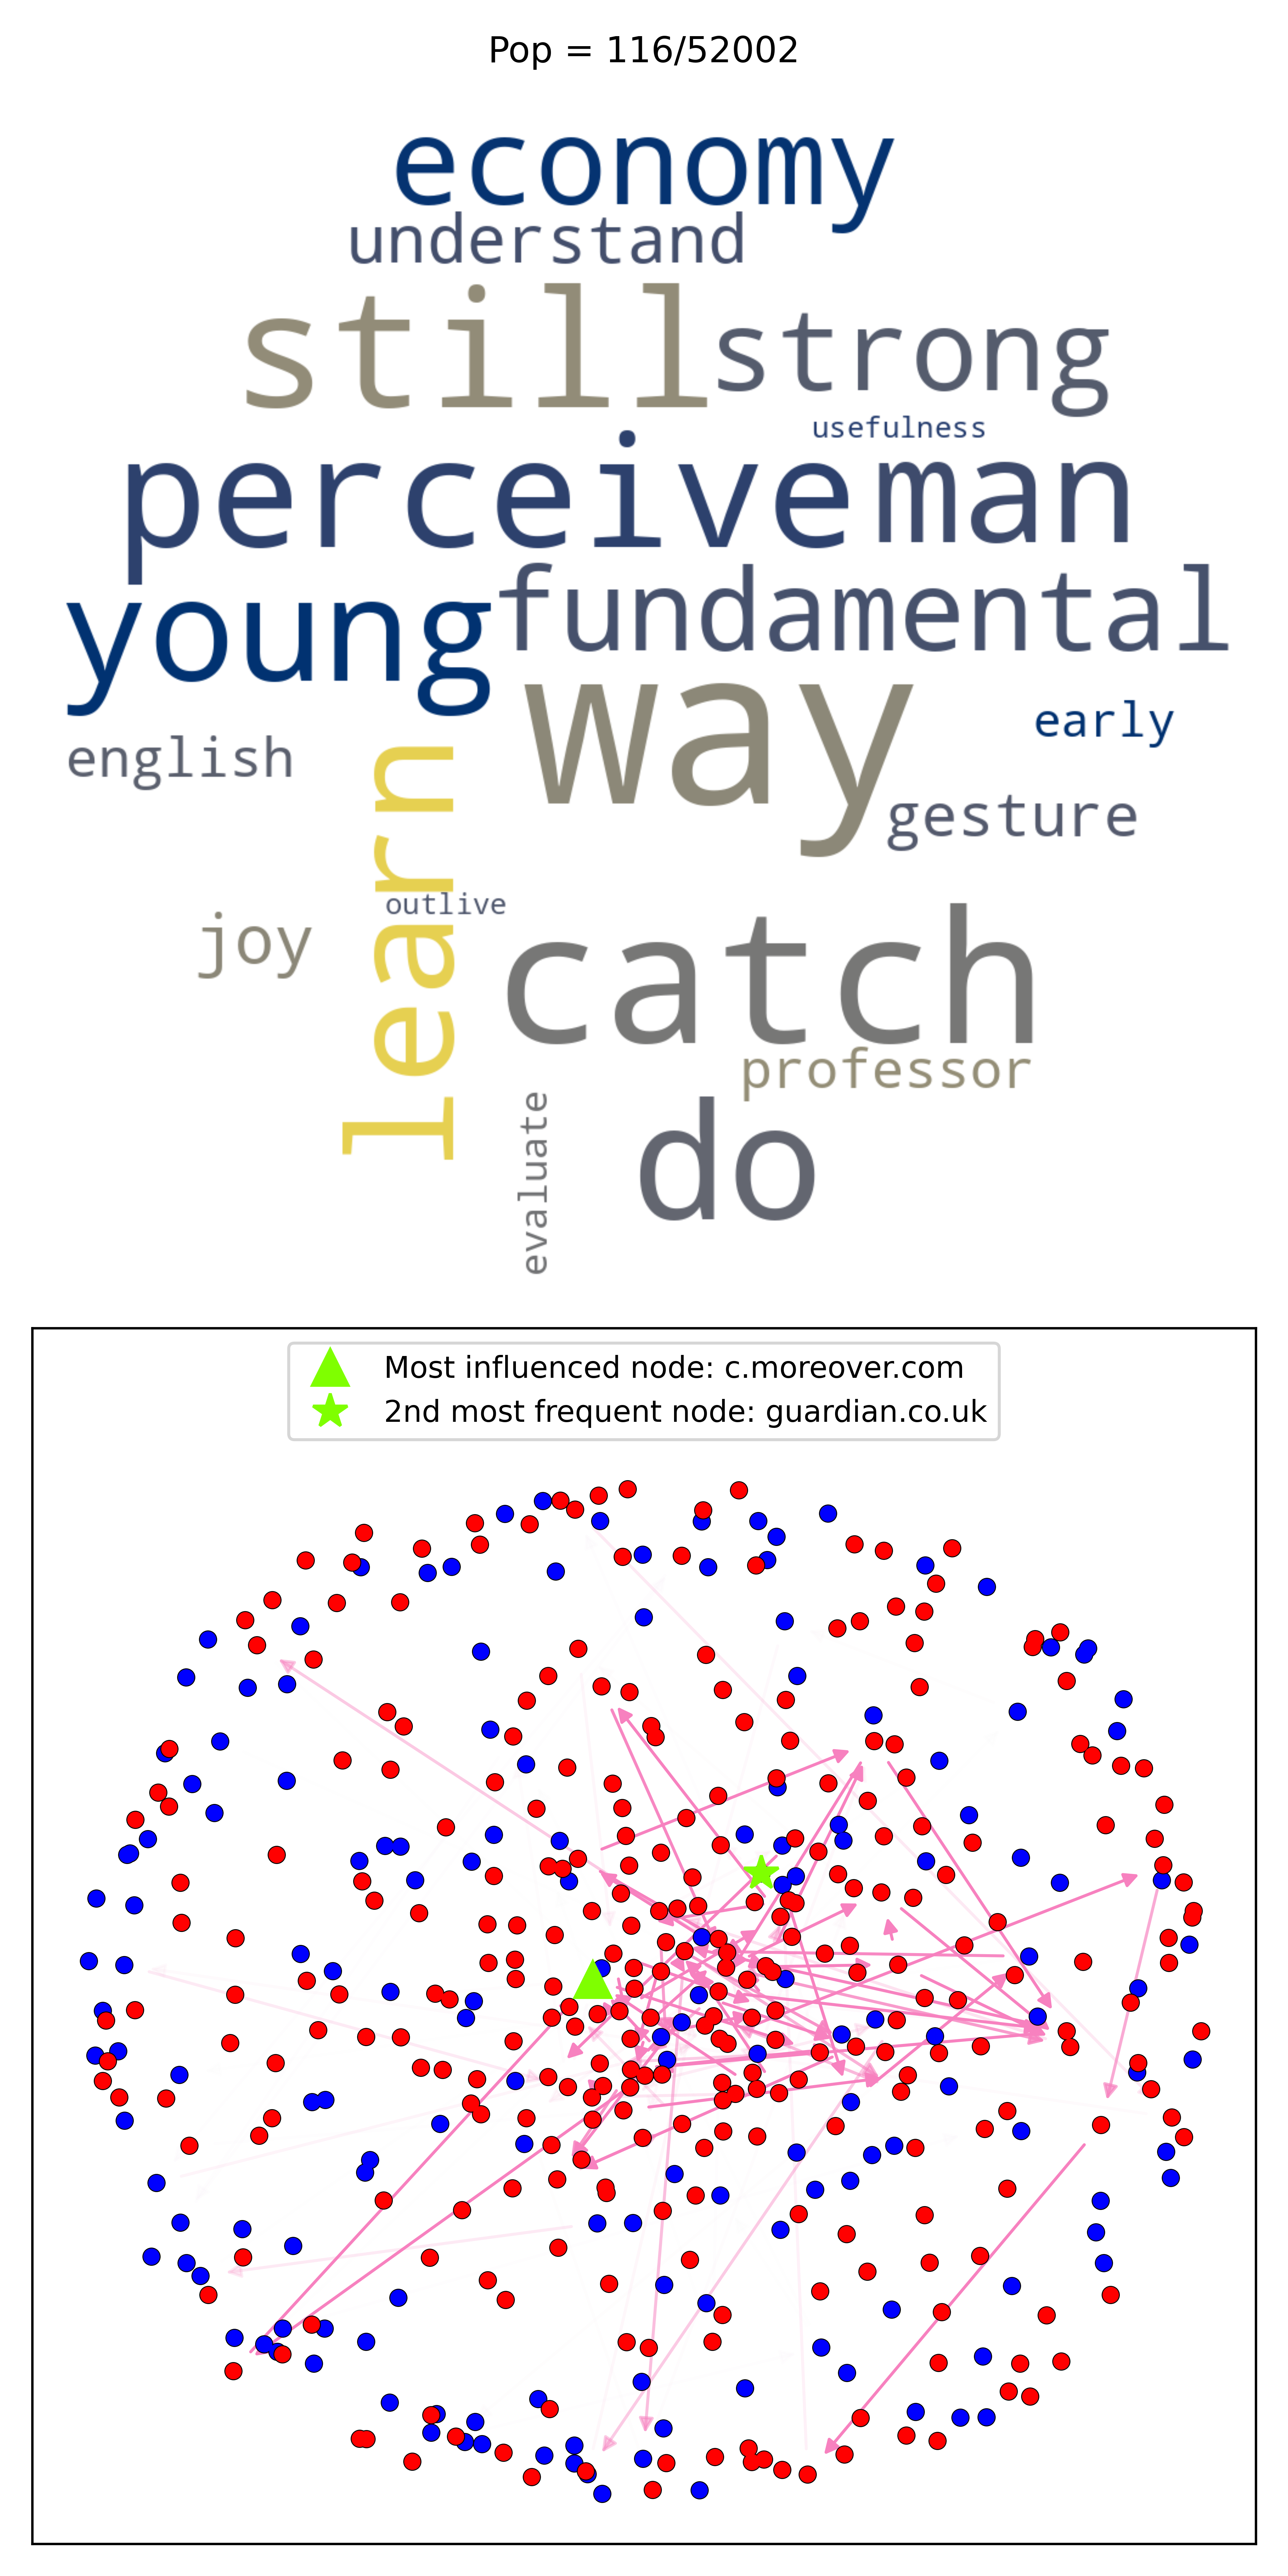 Pop = 116/52002
economy
understand
still strong
usefulness
perceive man
fundamental
young
way
early
english
learn
gesture
outlive
joy
catch
professor
evaluate
do
Most influenced node: c.moreover.com
2nd most frequent node: guardian.co.uk